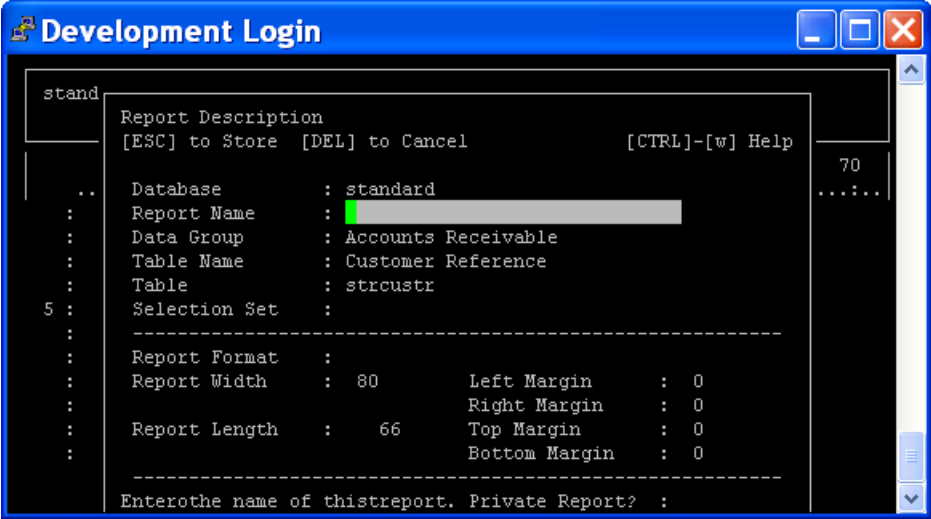 Development Login
stand
Report Description
[ESC] to Store [DEL] to Cancel [CTRL]-[w] Help
70
.. Database : standard ...:..
: Report Name :
: Data Group : Accounts Receivable
: Table Name : Customer Reference
: Table : strcustr
5 : Selection Set :
: --------------------------------------------------------
: Report Format :
: Report Width : 80 Left Margin : 0
: Right Margin : 0
: Report Length : 66 Top Margin : 0
: Bottom Margin : 0
--------------------------------------------------------
Enterothe name of thistreport. Private Report? :